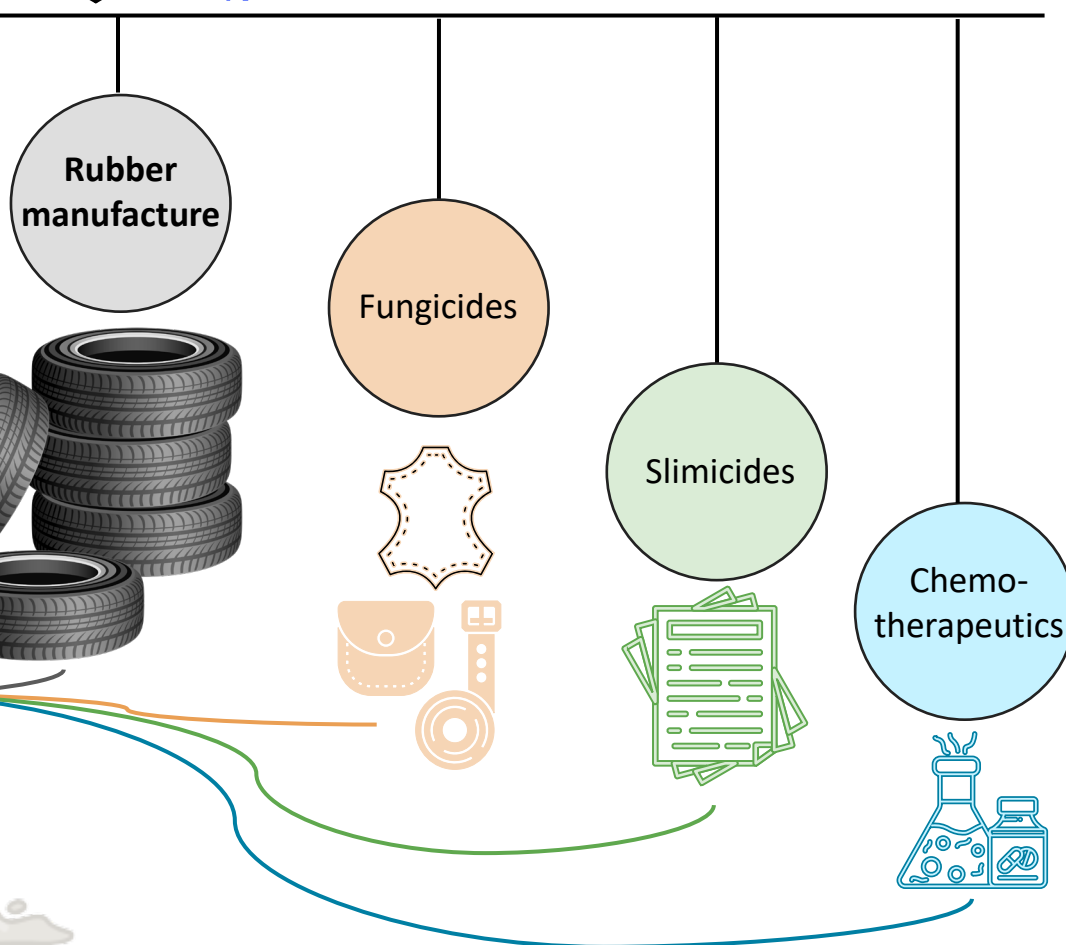 Rubber
manufacture
Fungicides
Slimicides
Chemo-
therapeutics